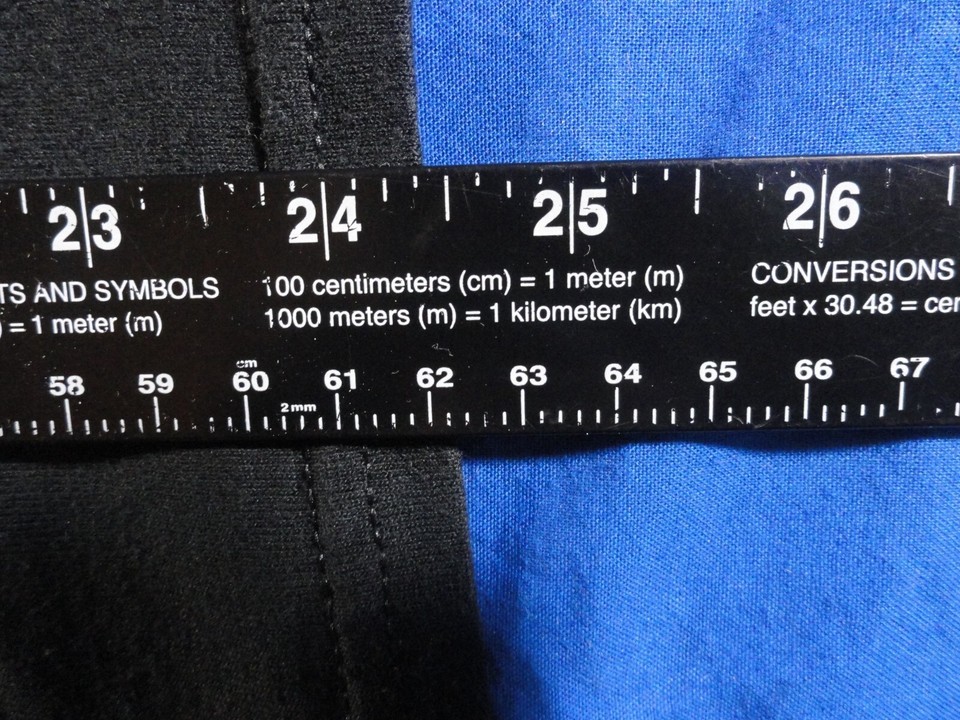 23 24 25 26
TS AND SYMBOLS 100 centimeters (cm) = 1 meter (m) CONVERSIONS
) = 1 meter (m) 1000 meters (m) = 1 kilometer (km) feet x 30.48 = cer
cm
58 59 60 61 62 63 64 65 66 67
2mm